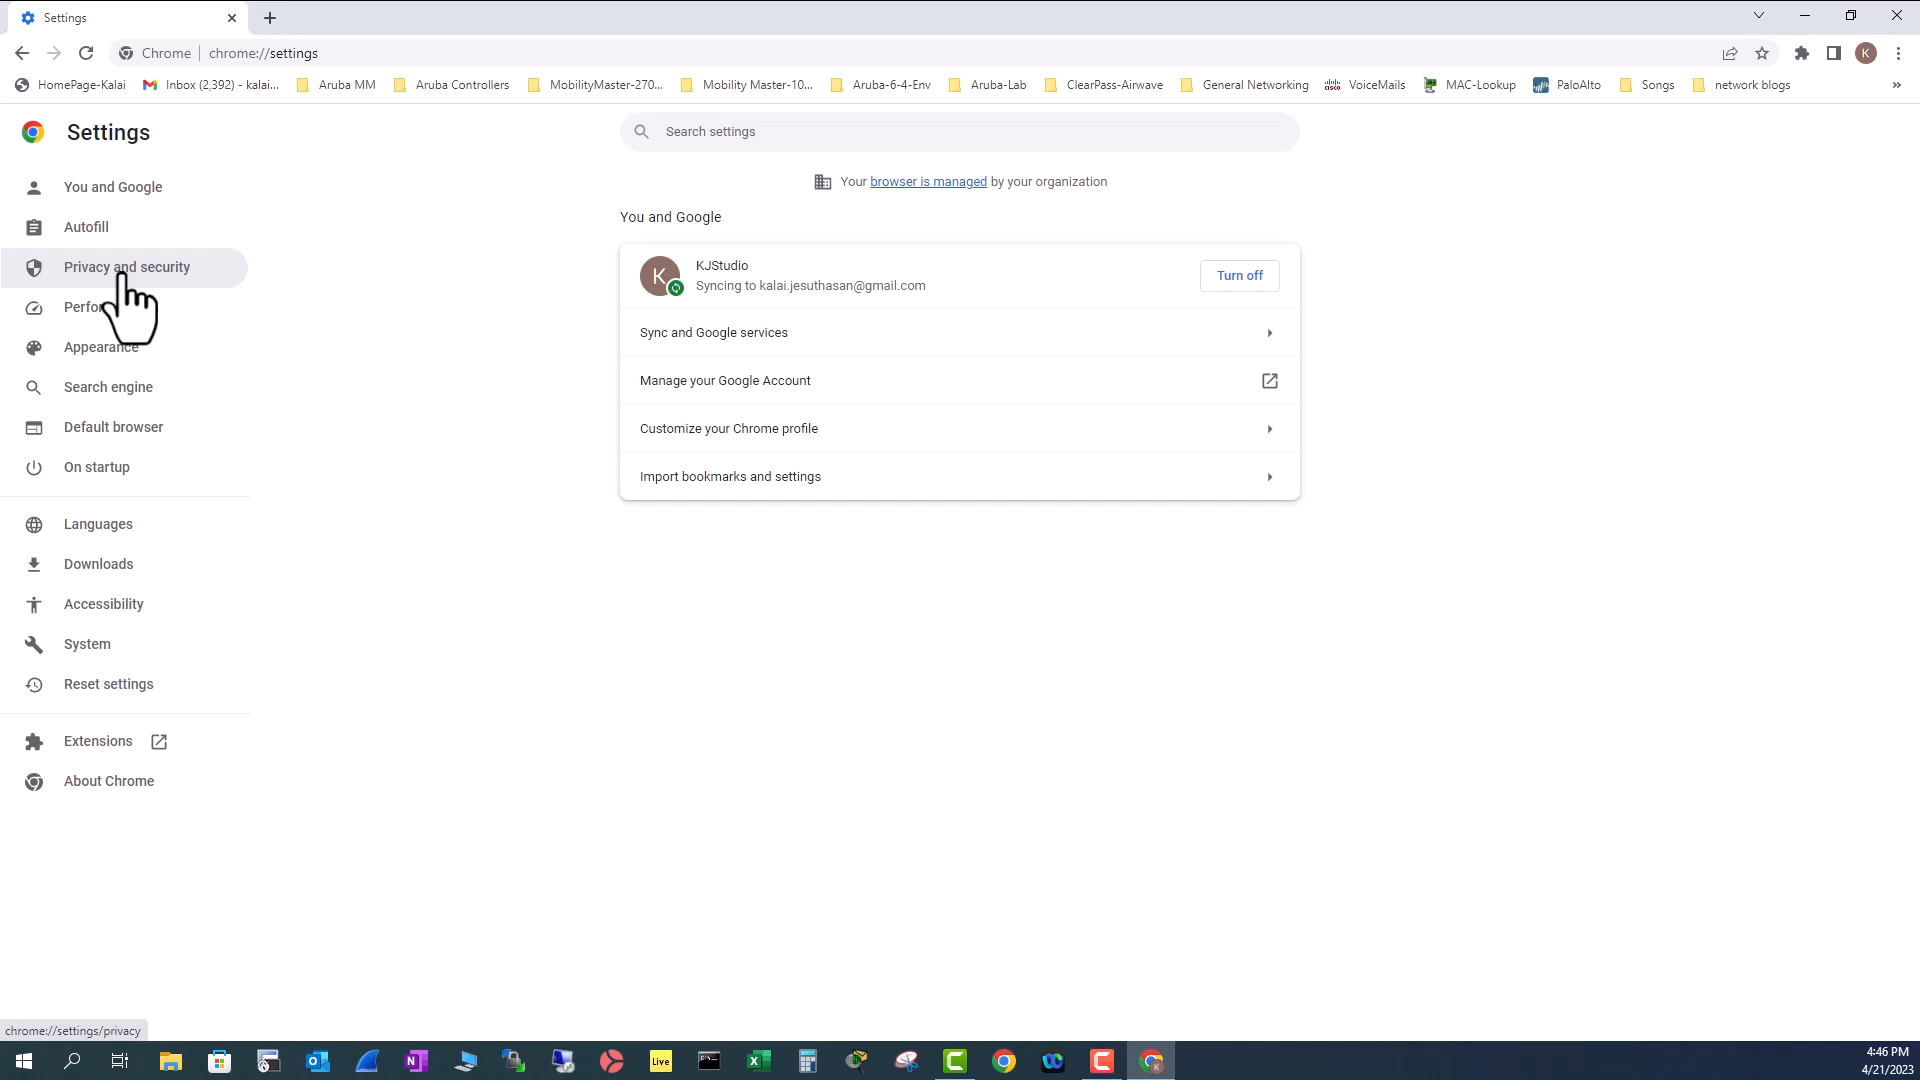 Settings
Chrome | chrome://settings
HomePage-Kalai Inbox (2,392) - kalai... Aruba MM Aruba Controllers MobilityMaster-270... Mobility Master-10... Aruba-6-4-Env Aruba-Lab ClearPass-Airwave General Networking VoiceMails MAC-Lookup PaloAlto Songs network blogs »
Settings
Search settings
Your browser is managed by your organization
You and Google
Autofill
Privacy and security
Perfor
Appearance
Search engine
Default browser
On startup
Languages
Downloads
Accessibility
System
Reset settings
Extensions
About Chrome
You and Google
K
KJStudio
Syncing to kalai.jesuthasan@gmail.com
Turn off
Sync and Google services
Manage your Google Account
Customize your Chrome profile
Import bookmarks and settings
chrome://settings/privacy
Live
4:46 PM
4/21/2023